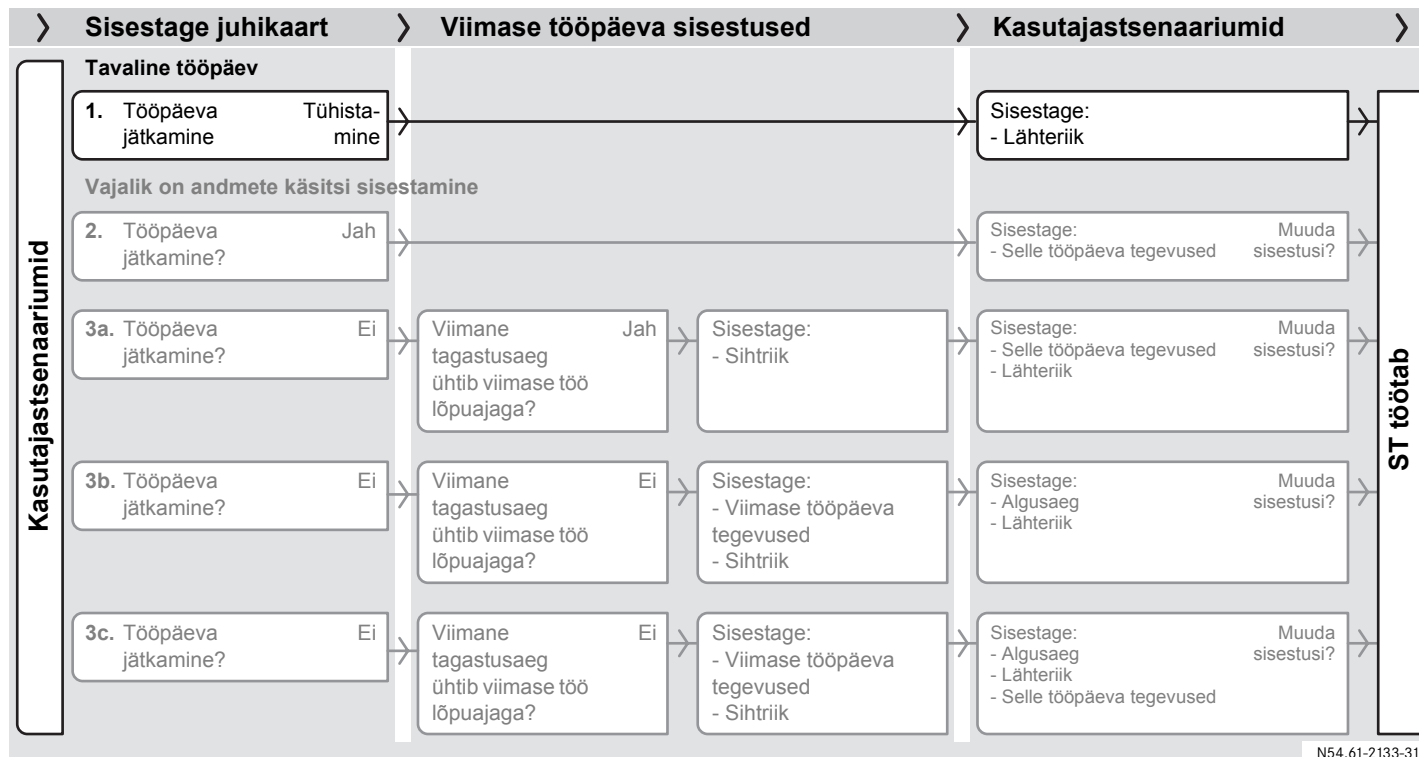 Sisestage juhikaart
Viimase tööpäeva sisestused
Kasutajastsenaariumid
Kasutajastsenaariumid
Tavaline tööpäev
1. Tööpäeva Tühista-
jätkamine mine
Sisestage:
- Lähteriik
Vajalik on andmete käsitsi sisestamine
2. Tööpäeva Jah
jätkamine?
Sisestage: Muuda
- Selle tööpäeva tegevused sisestusi?
3a. Tööpäeva Ei
jätkamine?
Viimane Jah
tagastusaeg
ühtib viimase töö
lõpuajaga?
Sisestage:
- Sihtriik
Sisestage: Muuda
- Selle tööpäeva tegevused sisestusi?
- Lähteriik
3b. Tööpäeva Ei
jätkamine?
Viimane Ei
tagastusaeg
ühtib viimase töö
lõpuajaga?
Sisestage:
- Viimase tööpäeva
tegevused
- Sihtriik
Sisestage: Muuda
- Algusaeg sisestusi?
- Lähteriik
3c. Tööpäeva Ei
jätkamine?
Viimane Ei
tagastusaeg
ühtib viimase töö
lõpuajaga?
Sisestage:
- Viimase tööpäeva
tegevused
- Sihtriik
Sisestage: Muuda
- Algusaeg sisestusi?
- Lähteriik
- Selle tööpäeva tegevused
ST töötab
N54.61-2133-31